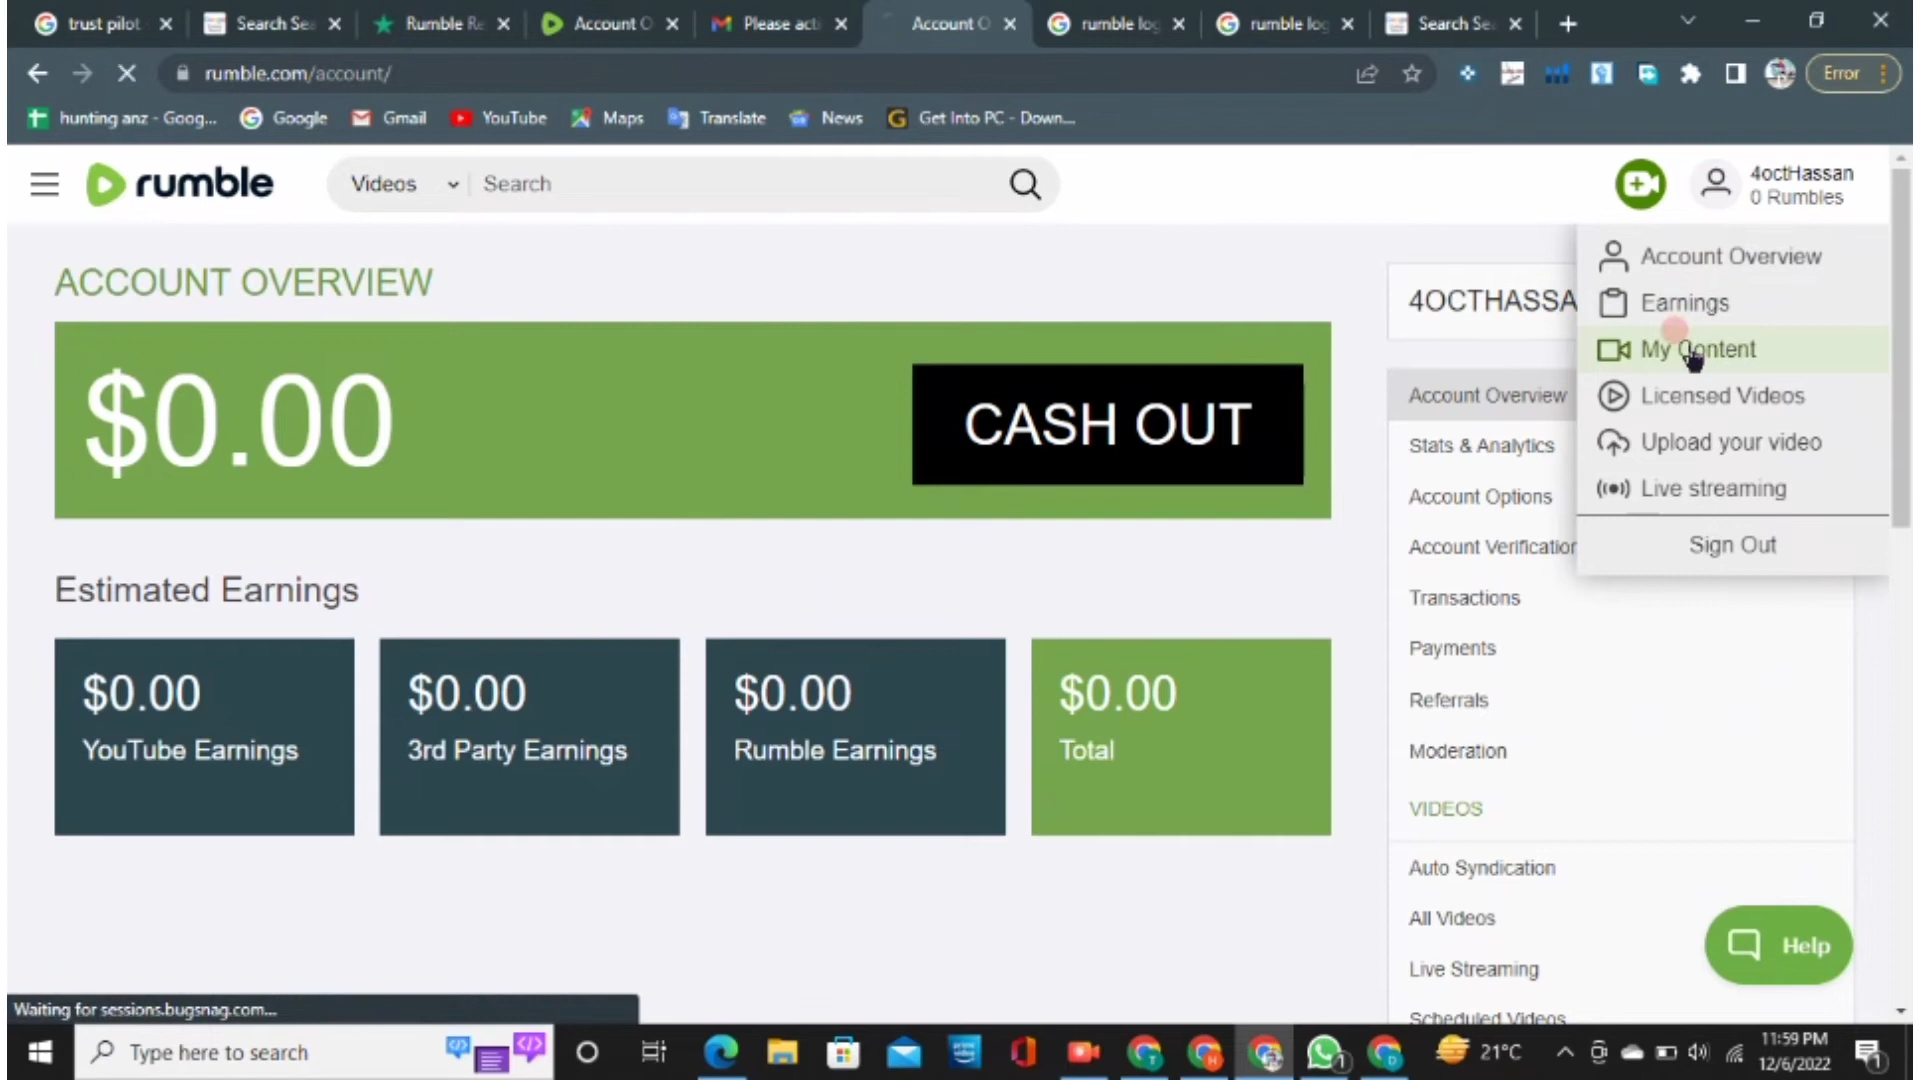 trust pilot
Search Se
Rumble Re
Account O
Please acti
Account O
rumble log
rumble log
Search Se
rumble.com/account/
Error
hunting anz - Goog...
Google
Gmail
YouTube
Maps
Translate
News
Get Into PC - Down...
rumble
Videos
Search
4octHassan
0 Rumbles
ACCOUNT OVERVIEW
$0.00
CASH OUT
Estimated Earnings
$0.00
YouTube Earnings
$0.00
3rd Party Earnings
$0.00
Rumble Earnings
$0.00
Total
4OCTHASSA
Account Overview
Stats & Analytics
Account Options
Account Verification
Transactions
Payments
Referrals
Moderation
VIDEOS
Auto Syndication
All Videos
Live Streaming
Scheduled Videos
Account Overview
Earnings
My Content
Licensed Videos
Upload your video
Live streaming
Sign Out
Help
Waiting for sessions.bugsnag.com...
Type here to search
21°C
11:59 PM
12/6/2022